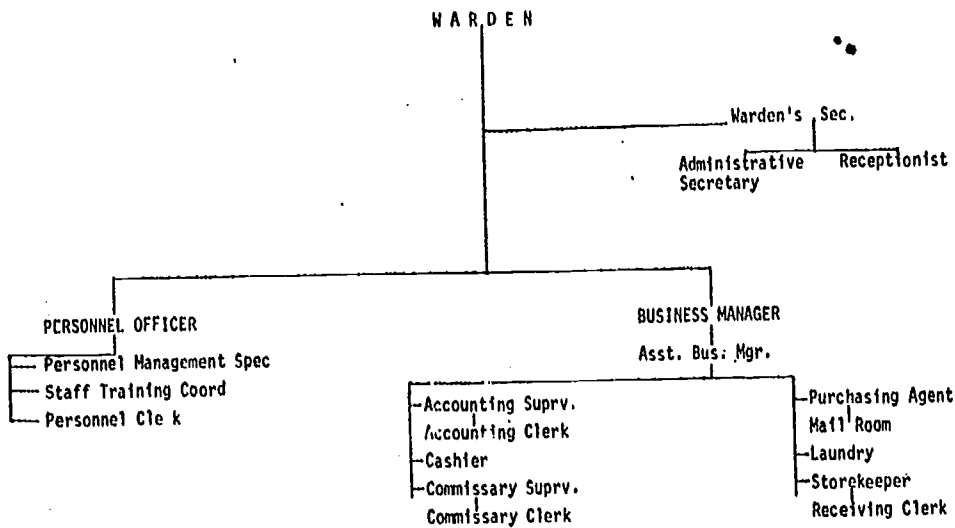 WARDEN
Warden's Sec.
Administrative Secretary
Receptionist
PERSONNEL OFFICER
Personnel Management Spec
Staff Training Coord
Personnel Cle k
BUSINESS MANAGER
Asst. Bus. Mgr.
Accounting Suprv.
Accounting Clerk
Cashier
Commissary Suprv.
Commissary Clerk
Purchasing Agent
Mail Room
Laundry
Storekeeper
Receiving Clerk